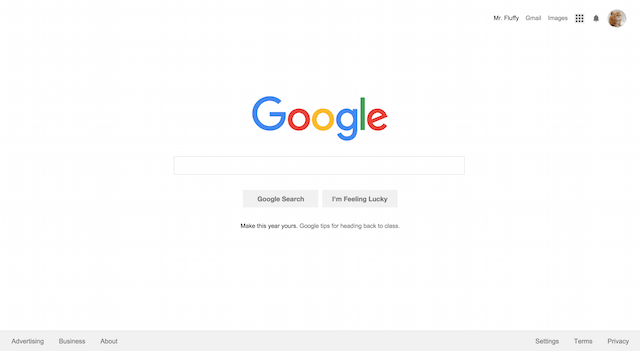 Mr. Fluffy Gmail Images
Google
Google Search I'm Feeling Lucky
Make this year yours. Google tips for heading back to class.
Advertising Business About Settings Terms Privacy